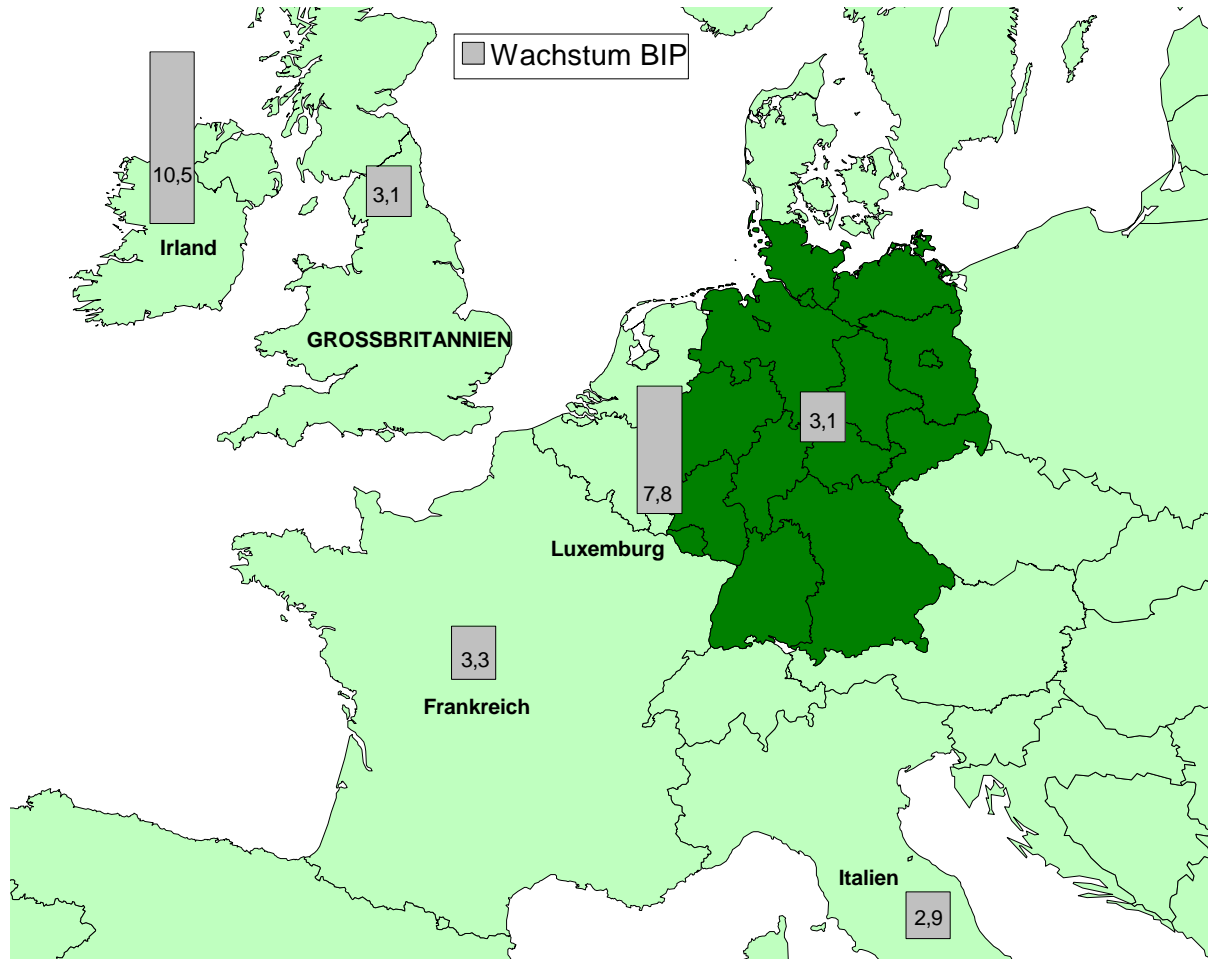 Wachstum BIP
10,5
3,1
Irland
GROSSBRITANNIEN
3,1
7,8
Luxemburg
3,3
Frankreich
Italien
2,9